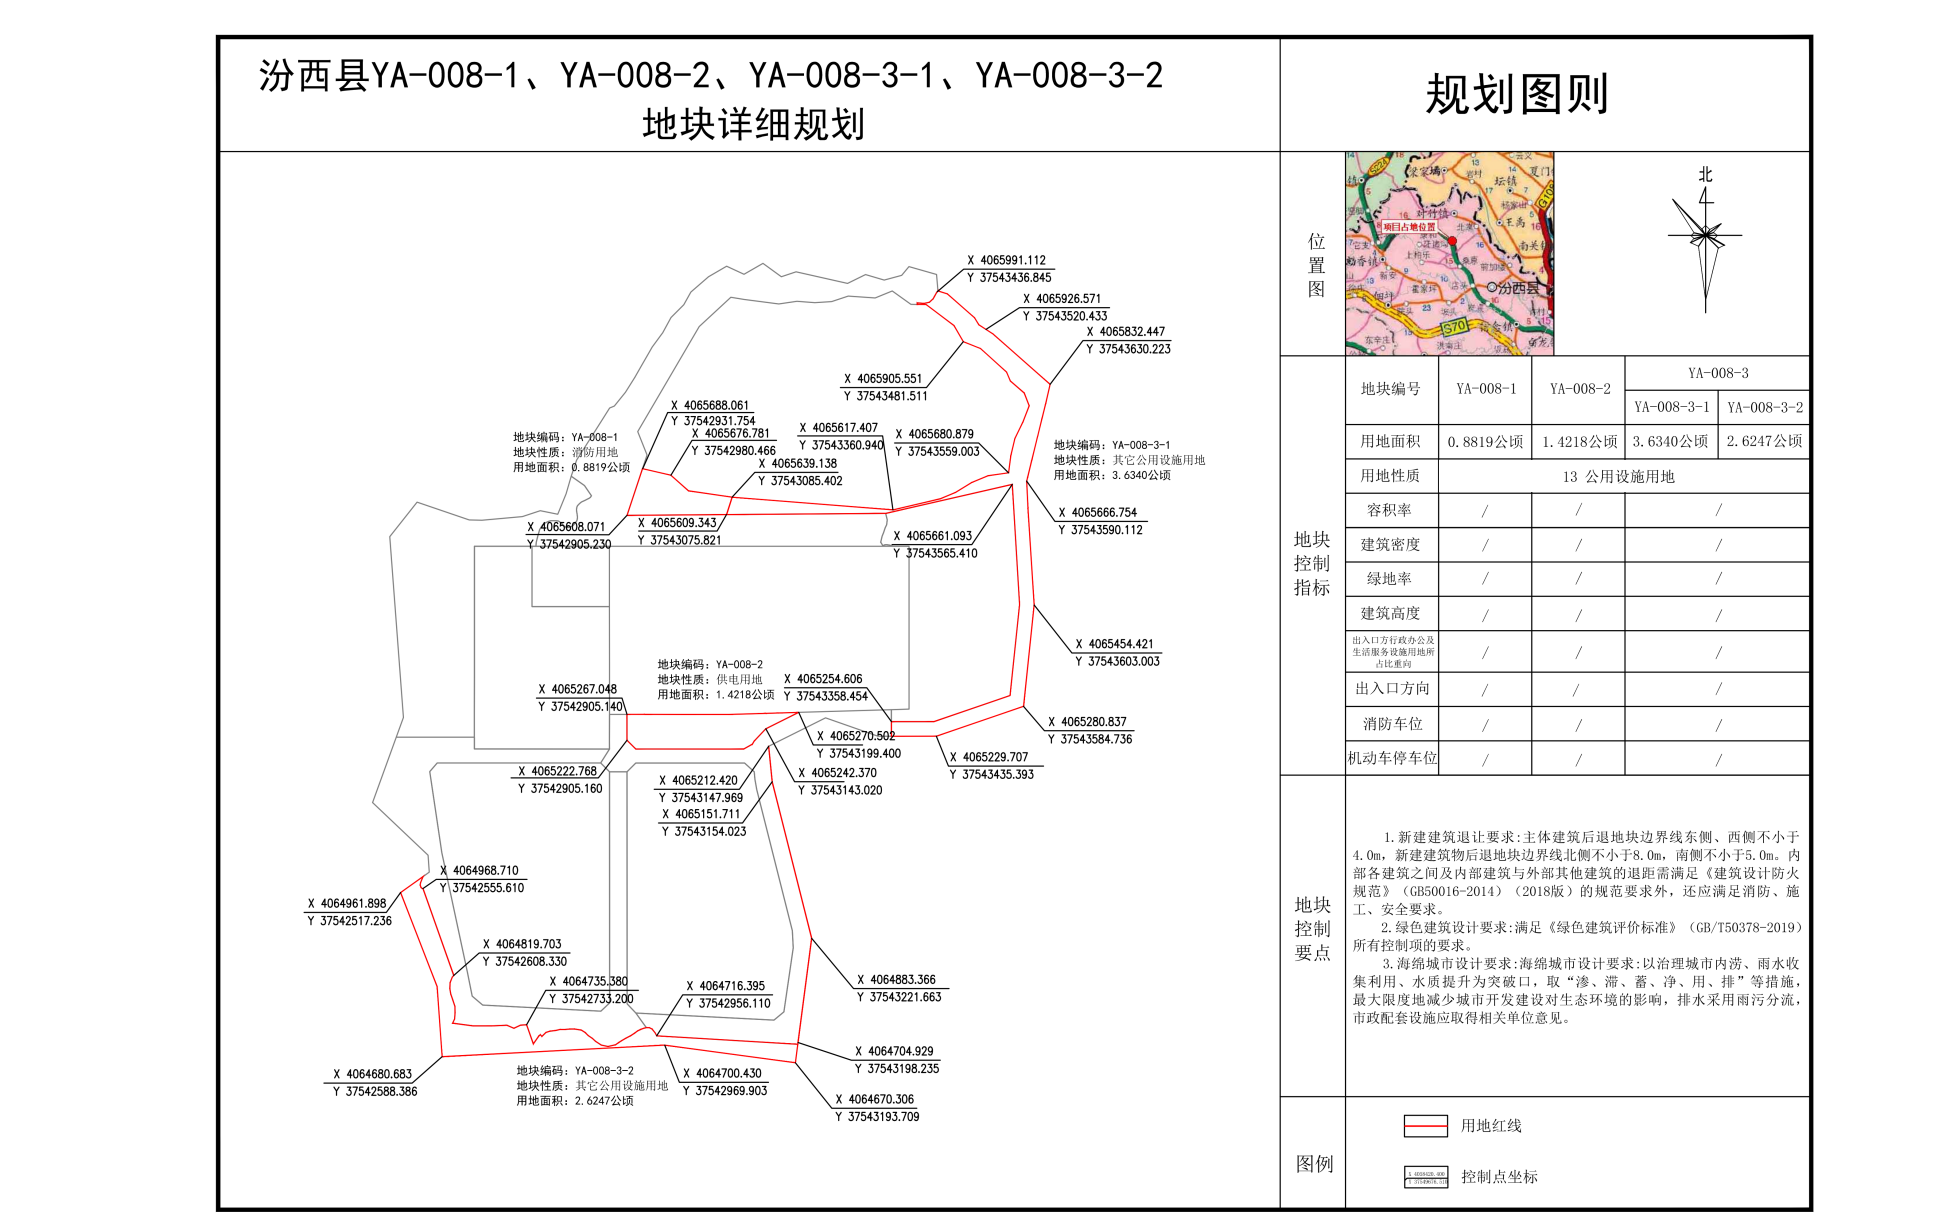 汾西县YA-008-1、YA-008-2、YA-008-3-1、YA-008-3-2
地块详细规划
规划图则
X 4065991.112
Y 37543436.845
X 4065926.571
Y 37543520.433
X 4065832.447
Y 37543630.223
X 4065905.551
Y 37543481.511
X 4065688.061
Y 37542931.754
X 4065676.781
Y 37542980.466
X 4065617.407
Y 37543360.940
X 4065680.879
Y 37543559.003
X 4065639.138
Y 37543085.402
地块编码：YA-008-1
地块性质：消防用地
用地面积：0.8819公顷
地块编码：YA-008-3-1
地块性质：其它公用设施用地
用地面积：3.6340公顷
X 4065608.071
Y 37542905.230
X 4065609.343
Y 37543075.821
X 4065661.093
Y 37543565.410
X 4065666.754
Y 37543590.112
X 4065454.421
Y 37543603.003
地块编码：YA-008-2
地块性质：供电用地
用地面积：1.4218公顷
X 4065254.606
Y 37543358.454
X 4065267.048
Y 37542905.140
X 4065280.837
Y 37543584.736
X 4065270.502
Y 37543199.400
X 4065229.707
Y 37543435.393
X 4065222.768
Y 37542905.160
X 4065212.420
Y 37543147.969
X 4065242.370
Y 37543143.020
X 4065151.711
Y 37543154.023
X 4064968.710
Y 37542555.610
X 4064961.898
Y 37542517.236
X 4064819.703
Y 37542608.330
X 4064735.380
Y 37542733.200
X 4064716.395
Y 37542956.110
X 4064883.366
Y 37543221.663
X 4064704.929
Y 37543198.235
X 4064680.683
Y 37542588.386
地块编码：YA-008-3-2
地块性质：其它公用设施用地
用地面积：2.6247公顷
X 4064700.430
Y 37542969.903
X 4064670.306
Y 37543193.709
位置图
项目占地位置
对竹镇
汾西县
S70
北
地块控制指标
地块编号 YA-008-1 YA-008-2 YA-008-3
YA-008-3-1 YA-008-3-2
用地面积 0.8819公顷 1.4218公顷 3.6340公顷 2.6247公顷
用地性质 13 公用设施用地
容积率 / / /
建筑密度 / / /
绿地率 / / /
建筑高度 / / /
出入口方行政办公及
生活服务设施用地所
占比重向 / / /
出入口方向 / / /
消防车位 / / /
机动车停车位 / / /
地块控制要点
1.新建建筑退让要求:主体建筑后退地块边界线东侧、西侧不小于
4.0m，新建建筑物后退地块边界线北侧不小于8.0m，南侧不小于5.0m。内
部各建筑之间及内部建筑与外部其他建筑的退距需满足《建筑设计防火
规范》（GB50016-2014）（2018版）的规范要求外，还应满足消防、施
工、安全要求。
2.绿色建筑设计要求:满足《绿色建筑评价标准》（GB/T50378-2019）
所有控制项的要求。
3.海绵城市设计要求:海绵城市设计要求:以治理城市内涝、雨水收
集利用、水质提升为突破口，取“渗、滞、蓄、净、用、排”等措施，
最大限度地减少城市开发建设对生态环境的影响，排水采用雨污分流，
市政配套设施应取得相关单位意见。
图例
用地红线
控制点坐标